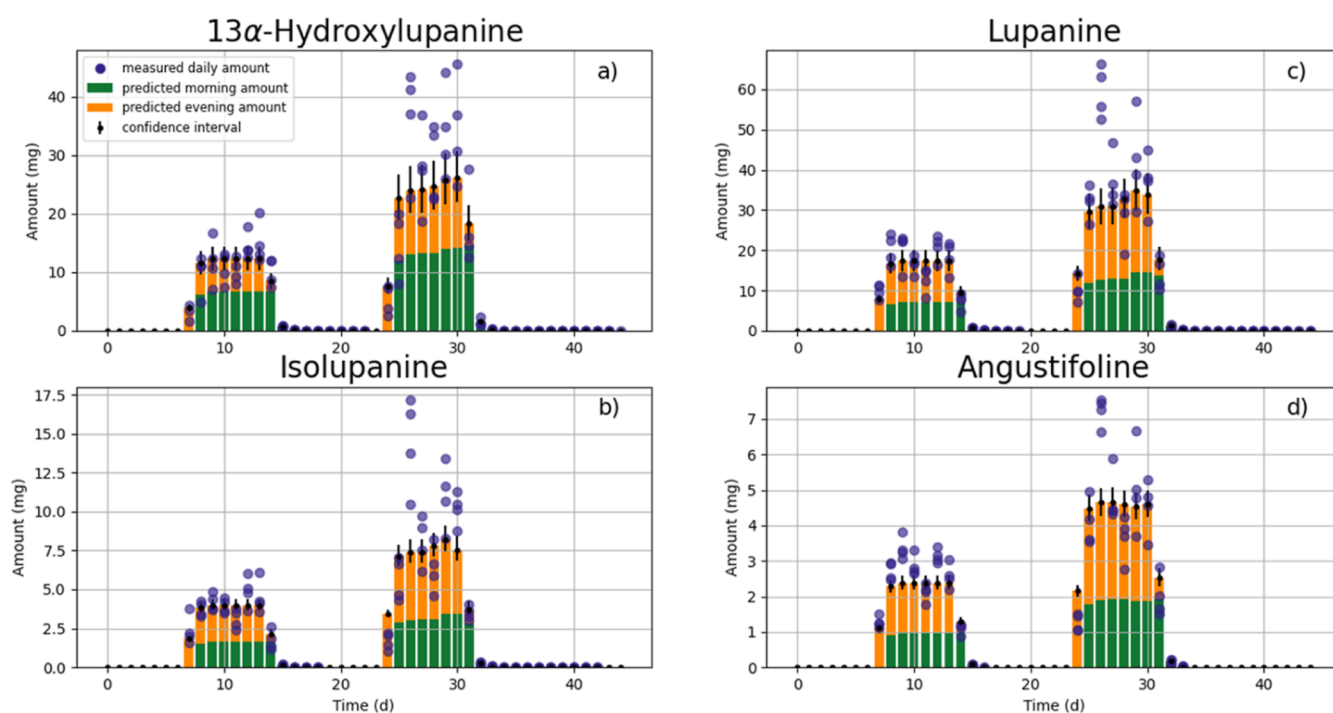 13α-Hydroxylupanine
Amount (mg)
0
10
20
30
40
0
20
30
40
measured daily amount
predicted morning amount
predicted evening amount
confidence interval
a)
Lupanine
Amount (mg)
0
10
20
30
40
50
60
0
10
20
30
40
c)
Isolupanine
Amount (mg)
0.0
2.5
5.0
7.5
10.0
12.5
15.0
17.5
0
10
20
30
40
Time (d)
b)
Angustifoline
Amount (mg)
0
1
2
3
4
5
6
7
0
10
20
30
40
Time (d)
d)